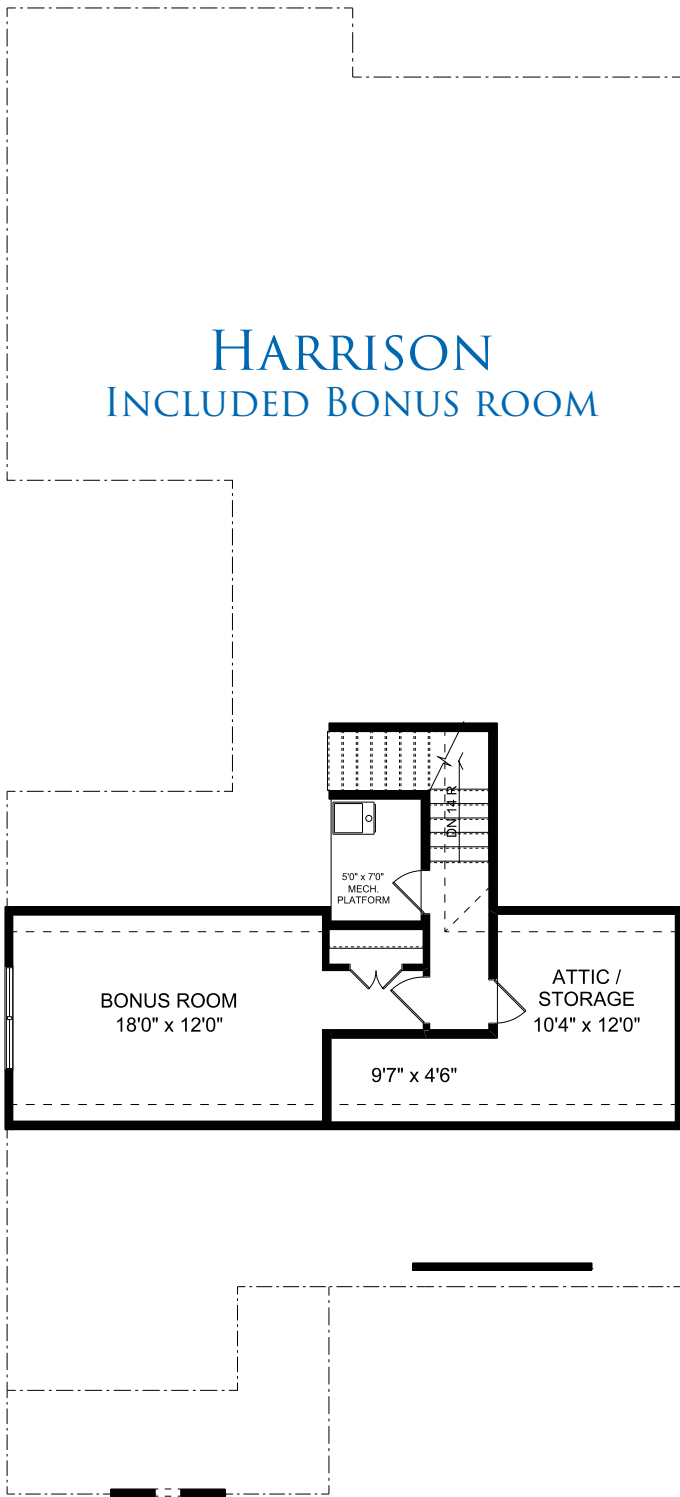 HARRISON
INCLUDED BONUS ROOM
DN 14 R
5'0" x 7'0"
MECH.
PLATFORM
BONUS ROOM
18'0" x 12'0"
ATTIC /
STORAGE
10'4" x 12'0"
9'7" x 4'6"